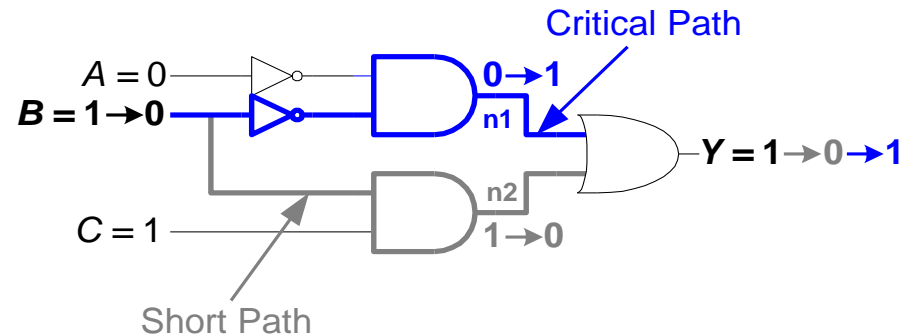 Critical Path
A = 0
0→1
B = 1→0
n1
Y = 1→0→1
n2
C = 1
1→0
Short Path